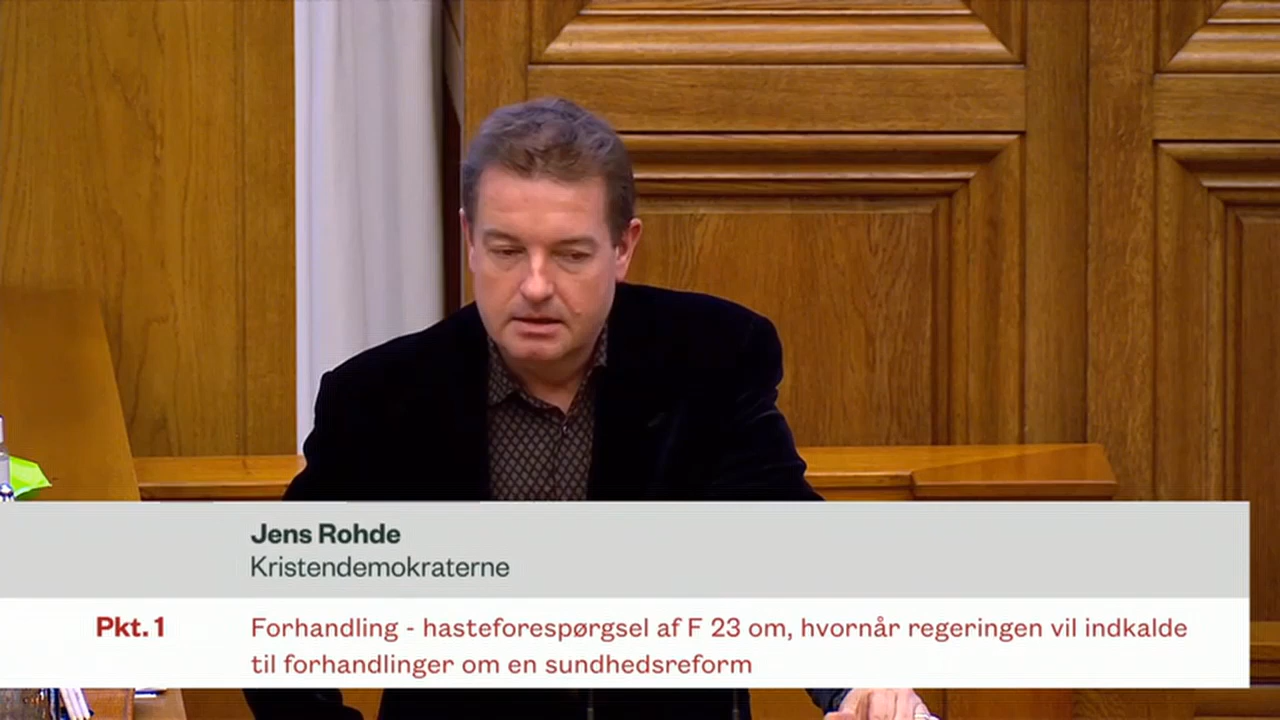 Jens Rohde
Kristendemokraterne
Pkt. 1 Forhandling - hasteforespørgsel af F 23 om, hvornår regeringen vil indkalde
til forhandlinger om en sundhedsreform